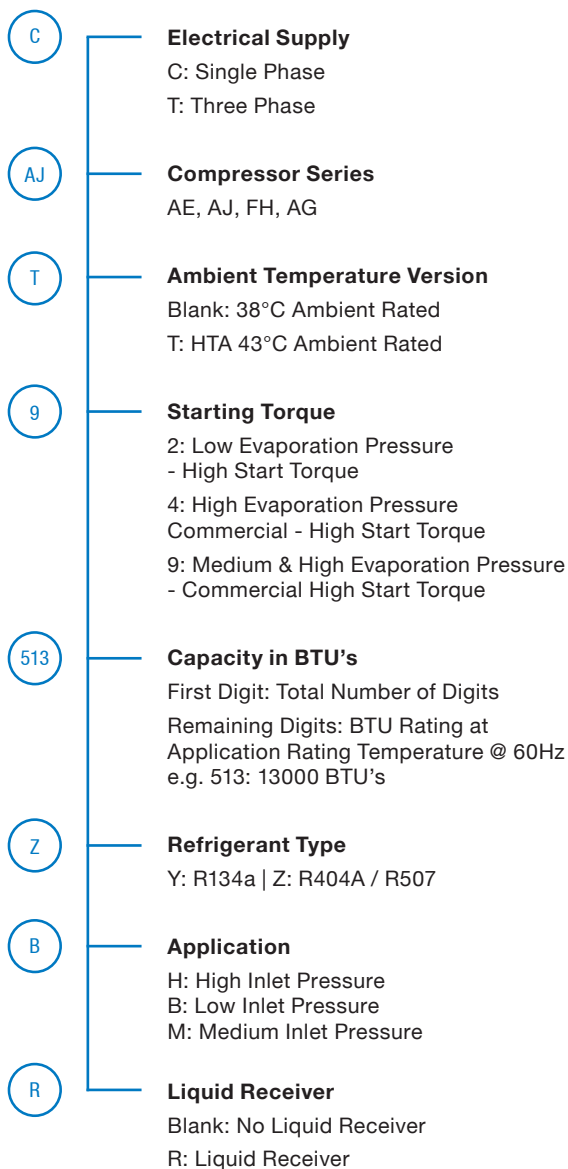 C
Electrical Supply
C: Single Phase
T: Three Phase
AJ
Compressor Series
AE, AJ, FH, AG
T
Ambient Temperature Version
Blank: 38°C Ambient Rated
T: HTA 43°C Ambient Rated
9
Starting Torque
2: Low Evaporation Pressure
- High Start Torque
4: High Evaporation Pressure
Commercial - High Start Torque
9: Medium & High Evaporation Pressure
- Commercial High Start Torque
513
Capacity in BTU's
First Digit: Total Number of Digits
Remaining Digits: BTU Rating at
Application Rating Temperature @ 60Hz
e.g. 513: 13000 BTU's
Z
Refrigerant Type
Y: R134a | Z: R404A / R507
B
Application
H: High Inlet Pressure
B: Low Inlet Pressure
M: Medium Inlet Pressure
R
Liquid Receiver
Blank: No Liquid Receiver
R: Liquid Receiver